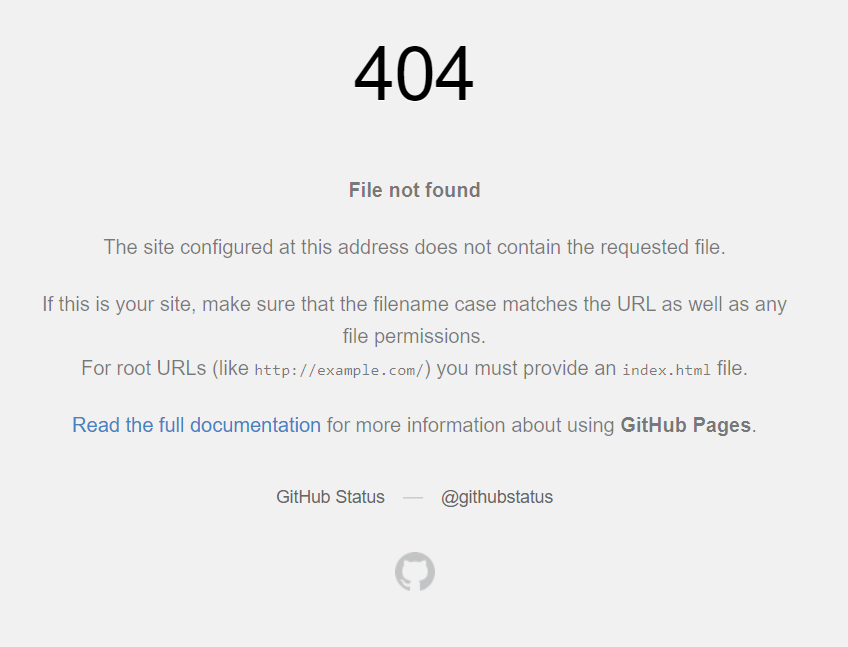 404
File not found
The site configured at this address does not contain the requested file.
If this is your site, make sure that the filename case matches the URL as well as any
file permissions.
For root URLs (like http://example.com/) you must provide an index.html file.
Read the full documentation for more information about using GitHub Pages.
GitHub Status — @githubstatus